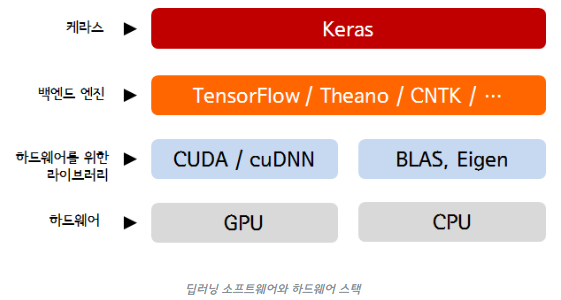 케라스 ▶ Keras
백엔드 엔진 ▶ TensorFlow / Theano / CNTK / …
하드웨어를 위한
라이브러리 ▶ CUDA / cuDNN BLAS, Eigen
하드웨어 ▶ GPU CPU
딥러닝 소프트웨어와 하드웨어 스택